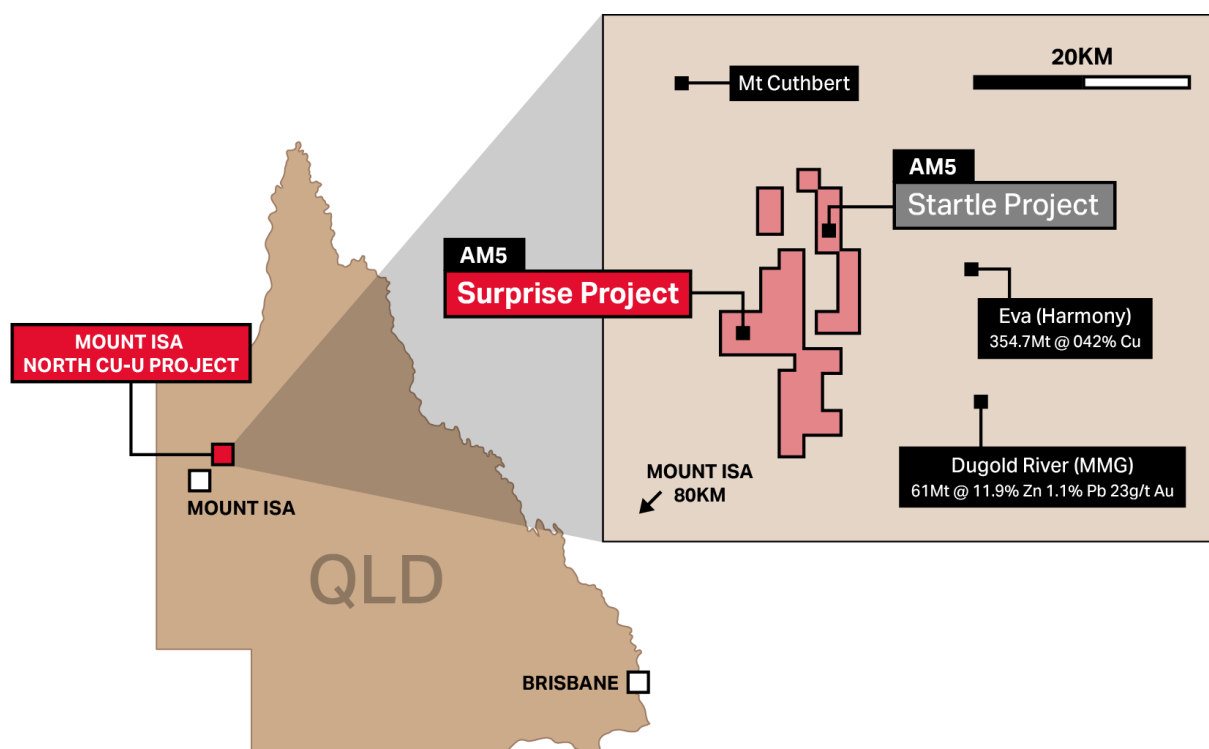 20KM
Mt Cuthbert
AM5
Startle Project
AM5
Surprise Project
Eva (Harmony)
354.7Mt @ 042% Cu
MOUNT ISA
NORTH CU-U PROJECT
Dugold River (MMG)
61Mt @ 11.9% Zn 1.1% Pb 23g/t Au
MOUNT ISA
80KM
MOUNT ISA
QLD
BRISBANE